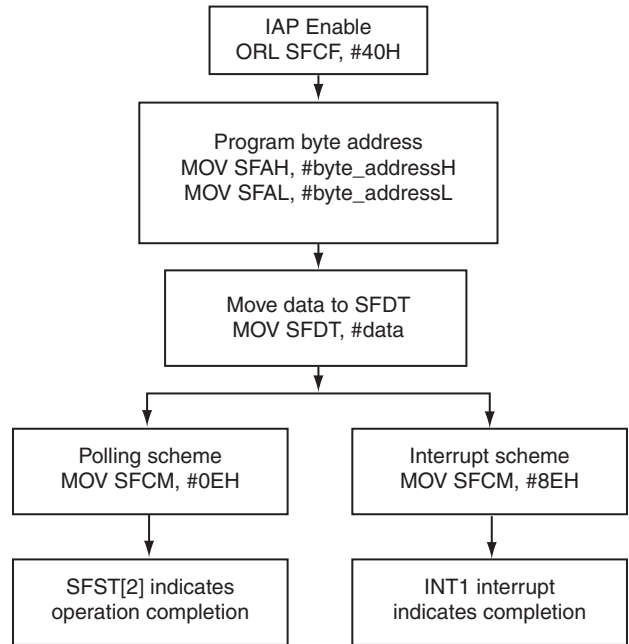 IAP Enable
ORL SFCF, #40H
Program byte address
MOV SFAH, #byte_addressH
MOV SFAL, #byte_addressL
Move data to SFDT
MOV SFDT, #data
Polling scheme
MOV SFCM, #0EH
Interrupt scheme
MOV SFCM, #8EH
SFST[2] indicates
operation completion
INT1 interrupt
indicates completion